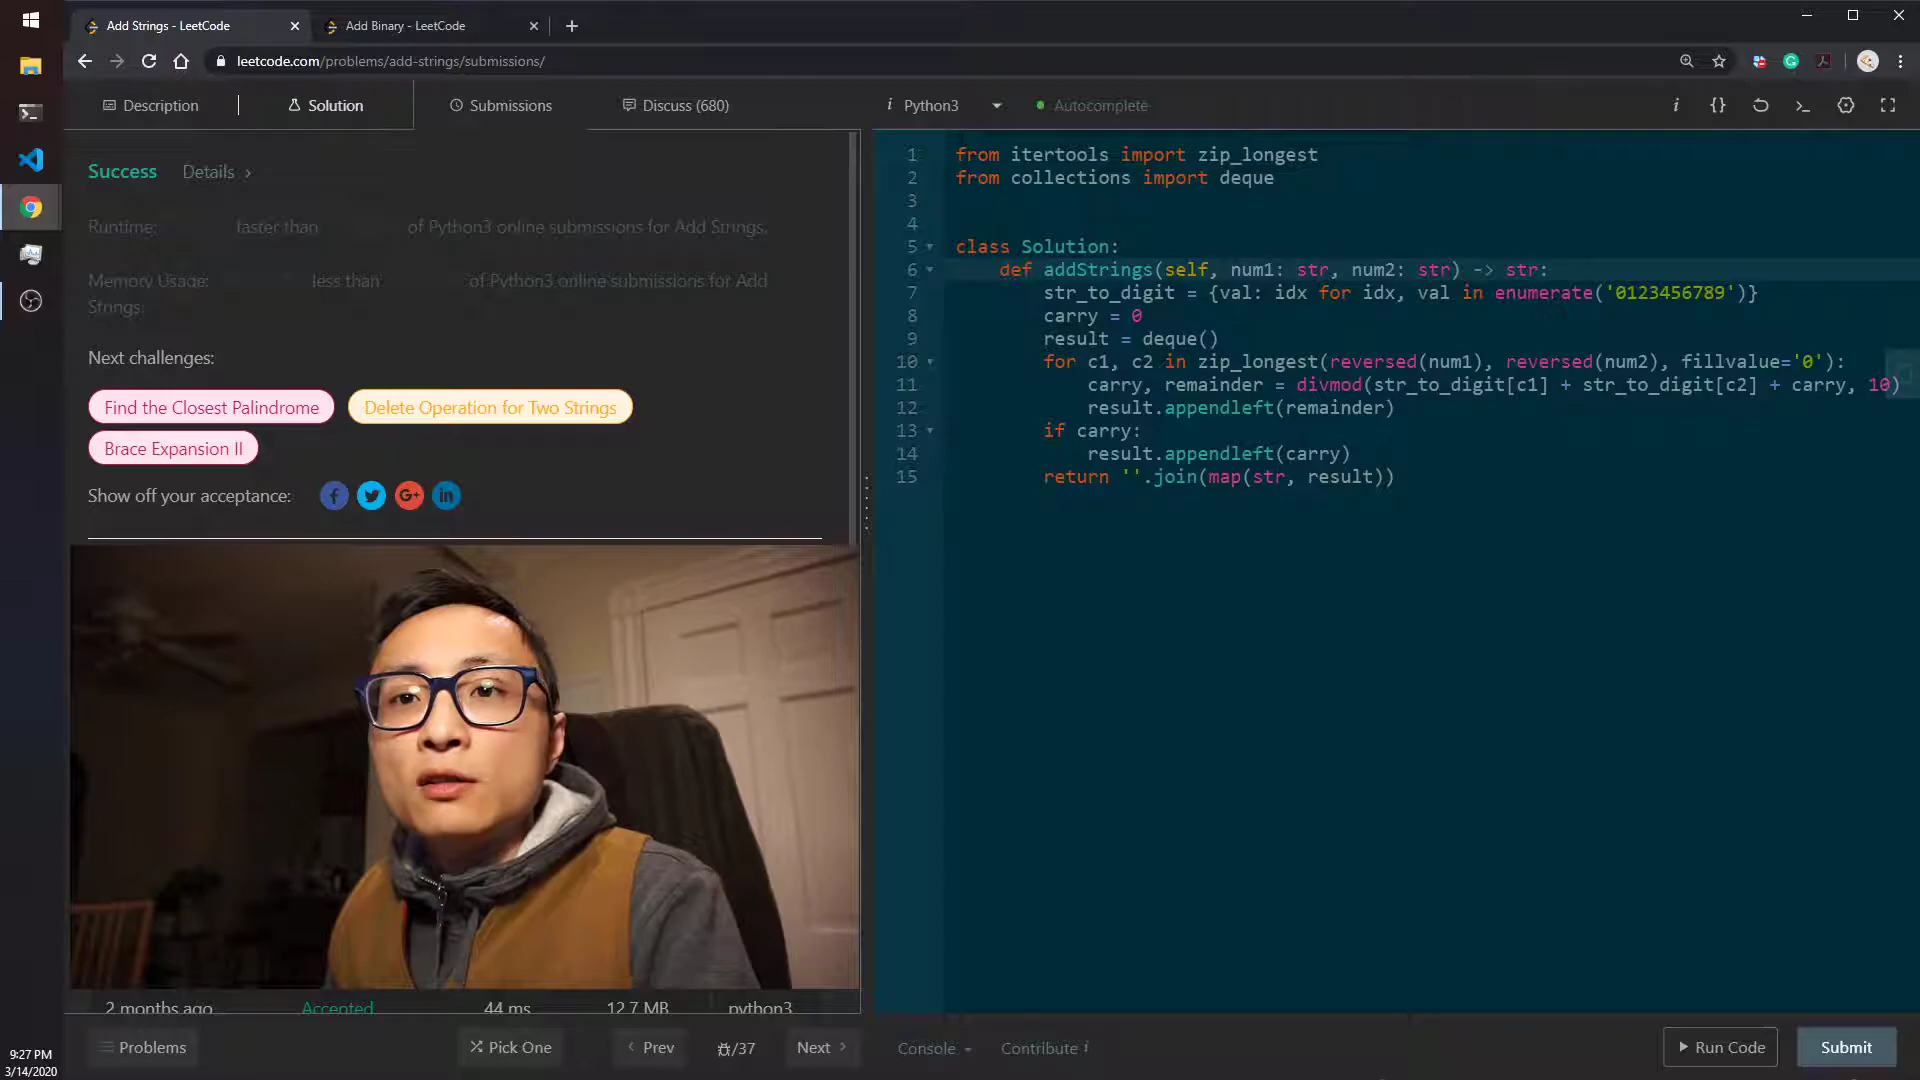 Add Strings - LeetCode
Add Binary - LeetCode
leetcode.com/problems/add-strings/submissions/
Description
Solution
Submissions
Discuss (680)
Success
Details
Runtime: faster than of Python3 online submissions for Add Strings.
Memory Usage: less than of Python3 online submissions for Add
Strings.
Next challenges:
Find the Closest Palindrome
Delete Operation for Two Strings
Brace Expansion II
Show off your acceptance:
2 months ago Accepted 44 ms 12.7 MB python3
Problems
Pick One
Prev
/37
Next
i Python3
Autocomplete
1 from itertools import zip_longest
2 from collections import deque
3
4
5 class Solution:
6 def addStrings(self, num1: str, num2: str) -> str:
7 str_to_digit = {val: idx for idx, val in enumerate('0123456789')}
8 carry = 0
9 result = deque()
10 for c1, c2 in zip_longest(reversed(num1), reversed(num2), fillvalue='0'):
11 carry, remainder = divmod(str_to_digit[c1] + str_to_digit[c2] + carry, 10)
12 result.appendleft(remainder)
13 if carry:
14 result.appendleft(carry)
15 return ''.join(map(str, result))
Console
Contribute i
Run Code
Submit
9:27 PM
3/14/2020